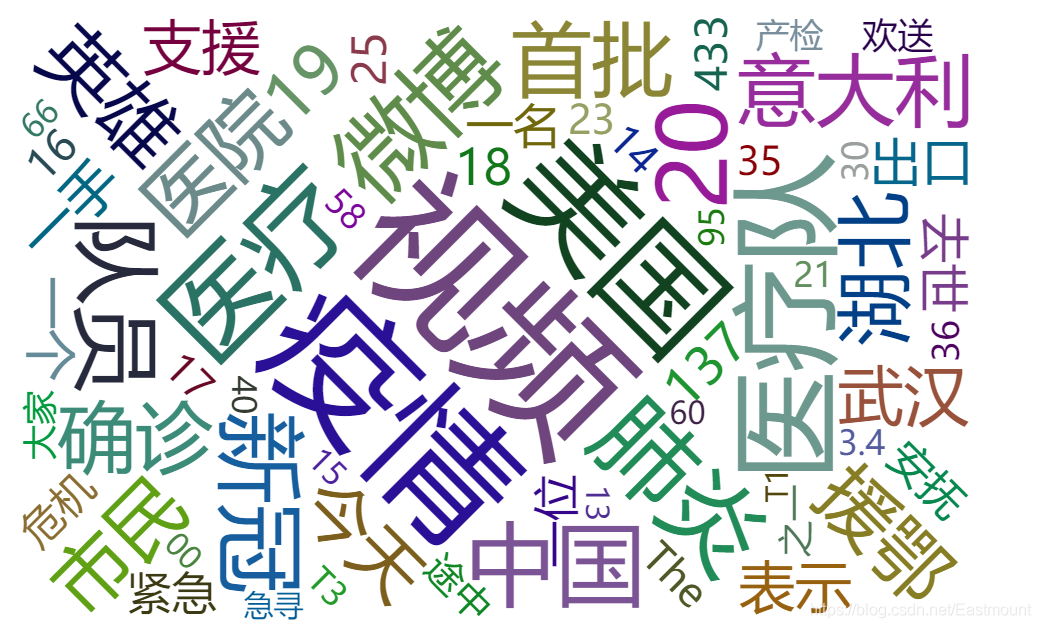 英雄
支援
19
25
微博
首批
433
产检
欢送
意大利
66
16
医院
一名
23
14
20
35
30
出口
一手
18
美国
95
医疗队
湖北
去世
队员
医疗
58
视频
21
36
一个
17
疫情
137
武汉
大家
确诊
40
新冠
60
肺炎
3.4
安抚
危机
市民
00
15
今天
一位
13
T1
之一
援鄂
紧急
急寻
T3
途中
中国
The
表示
https://blog.csdn.net/Eastmount